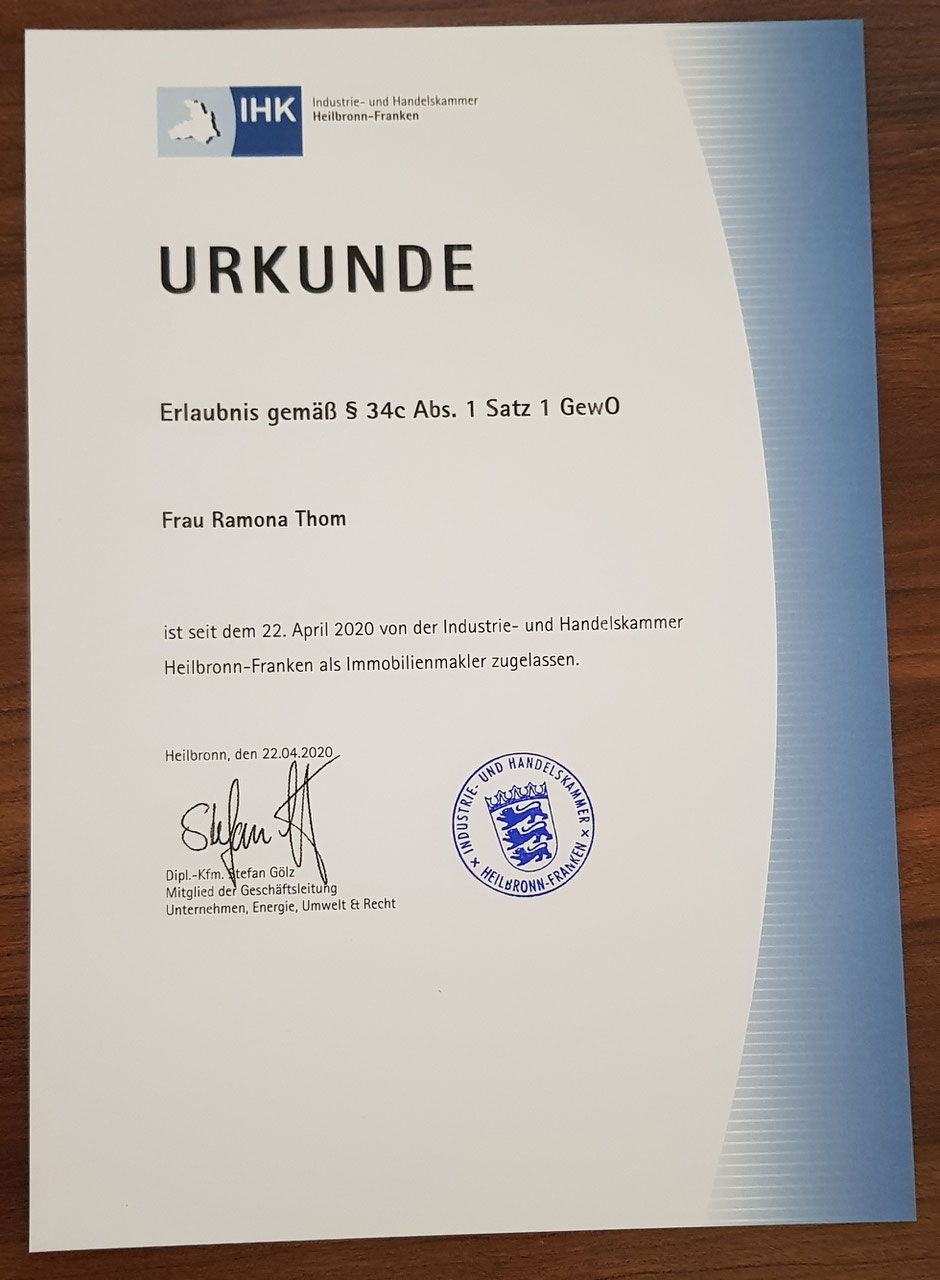 IHK
Industrie- und Handelskammer
Heilbronn-Franken
URKUNDE
Erlaubnis gemäß § 34c Abs. 1 Satz 1 GewO
Frau Ramona Thom
ist seit dem 22. April 2020 von der Industrie- und Handelskammer
Heilbronn-Franken als Immobilienmakler zugelassen.
Heilbronn, den 22.04.2020
Stefan
Dipl.-Kfm. Stefan Gölz
Mitglied der Geschäftsleitung
Unternehmen, Energie, Umwelt & Recht
INDUSTRIE- UND HANDELSKAMMER
× HEILBRONN-FRANKEN ×